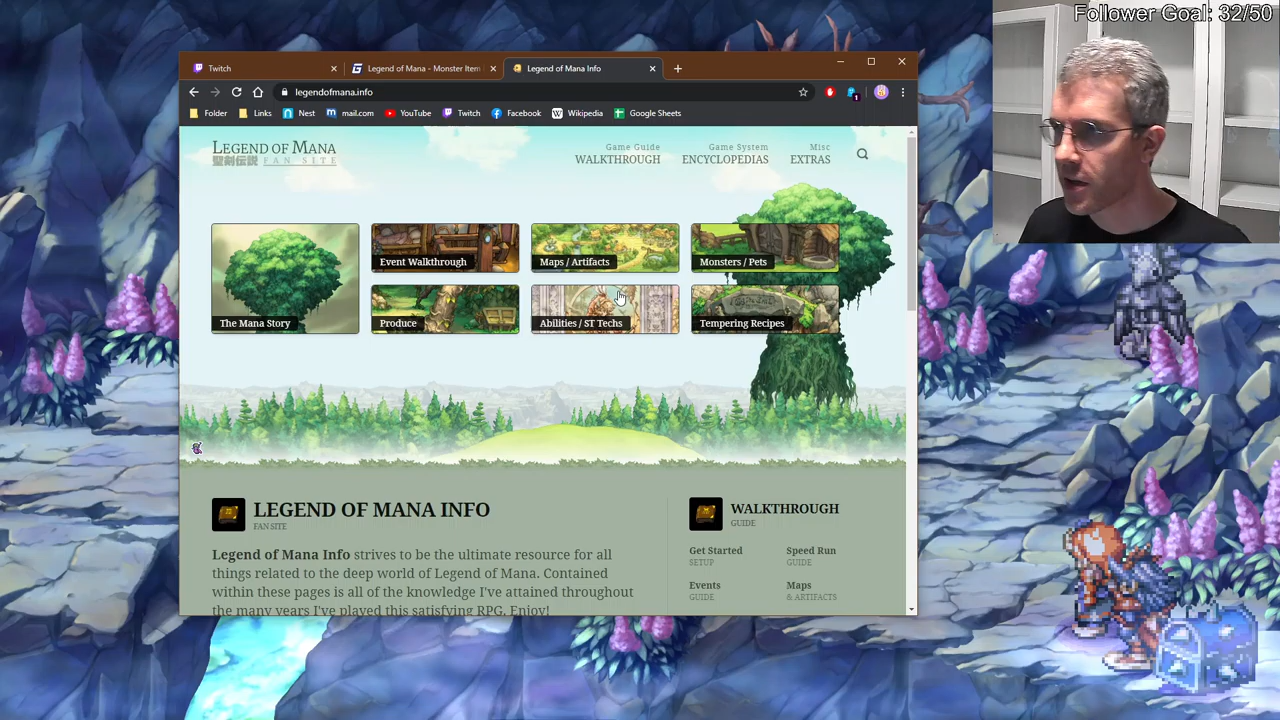 Follower Goal: 32/50
Twitch
Legend of Mana - Monster Item
Legend of Mana Info
legendofmana.info
Folder
Links
Nest
mail.com
YouTube
Twitch
Facebook
Wikipedia
Google Sheets
LEGEND OF MANA
聖剣伝説 FAN SITE
Game Guide
WALKTHROUGH
Game System
ENCYCLOPEDIAS
Misc
EXTRAS
The Mana Story
Event Walkthrough
Maps / Artifacts
Monsters / Pets
Produce
Abilities / ST Techs
Tempering Recipes
LEGEND OF MANA INFO
FAN SITE
Legend of Mana Info strives to be the ultimate resource for all
things related to the deep world of Legend of Mana. Contained
within these pages is all of the knowledge I've attained throughout
the many years I've played this satisfying RPG. Enjoy!
WALKTHROUGH
GUIDE
Get Started
SETUP
Speed Run
GUIDE
Events
GUIDE
Maps
& ARTIFACTS